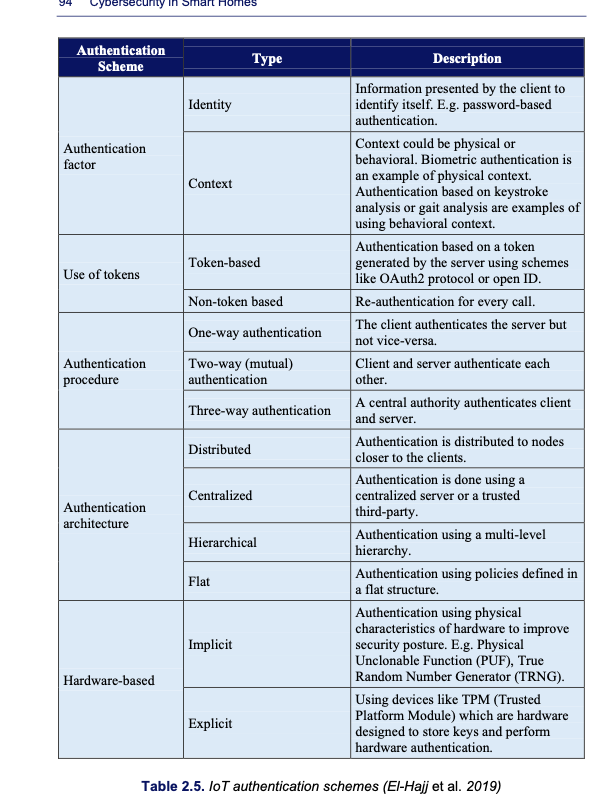 94 Cybersecurity in Smart Homes
Authentication
Scheme
Type
Description
Authentication
factor
Identity
Information presented by the client to
identify itself. E.g. password-based
authentication.
Context
Context could be physical or
behavioral. Biometric authentication is
an example of physical context.
Authentication based on keystroke
analysis or gait analysis are examples of
using behavioral context.
Use of tokens
Token-based
Authentication based on a token
generated by the server using schemes
like OAuth2 protocol or open ID.
Non-token based
Re-authentication for every call.
Authentication
procedure
One-way authentication
The client authenticates the server but
not vice-versa.
Two-way (mutual)
authentication
Client and server authenticate each
other.
Three-way authentication
A central authority authenticates client
and server.
Authentication
architecture
Distributed
Authentication is distributed to nodes
closer to the clients.
Centralized
Authentication is done using a
centralized server or a trusted
third-party.
Hierarchical
Authentication using a multi-level
hierarchy.
Flat
Authentication using policies defined in
a flat structure.
Hardware-based
Implicit
Authentication using physical
characteristics of hardware to improve
security posture. E.g. Physical
Unclonable Function (PUF), True
Random Number Generator (TRNG).
Explicit
Using devices like TPM (Trusted
Platform Module) which are hardware
designed to store keys and perform
hardware authentication.
Table 2.5. IoT authentication schemes (El-Hajj et al. 2019)